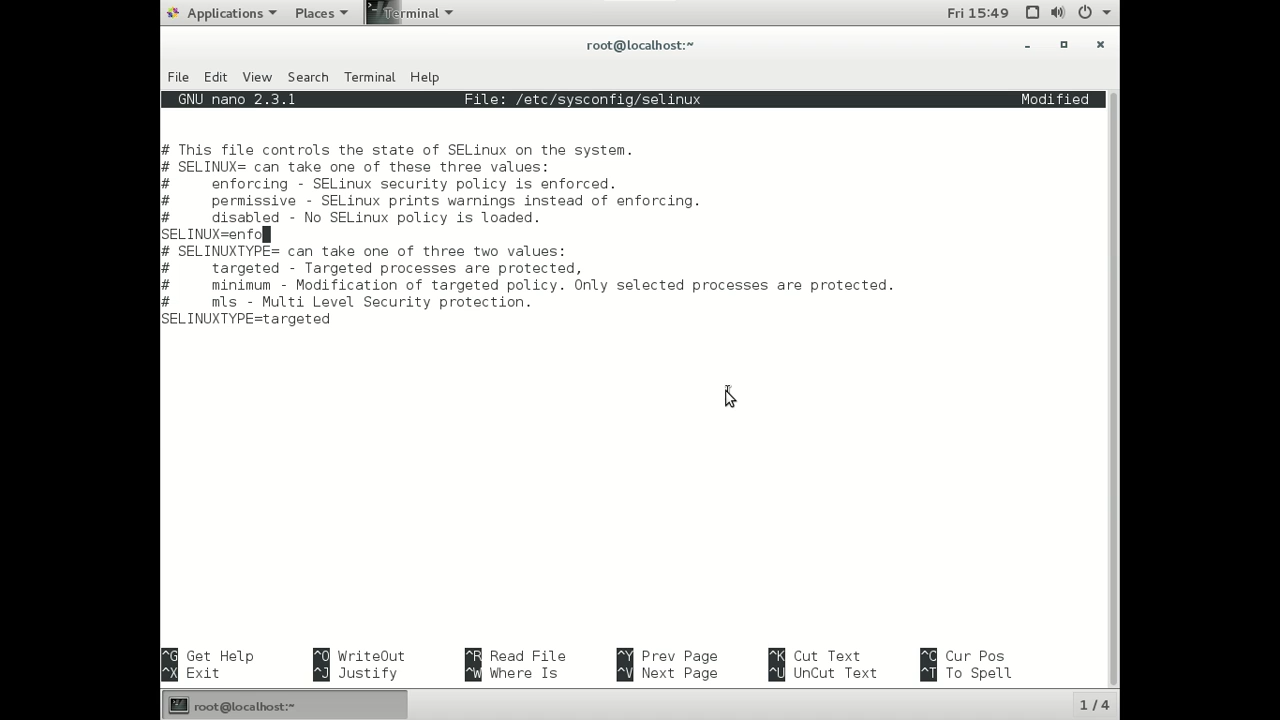 Applications Places Terminal Fri 15:49
root@localhost:~
File Edit View Search Terminal Help
GNU nano 2.3.1 File: /etc/sysconfig/selinux Modified
# This file controls the state of SELinux on the system.
# SELINUX= can take one of these three values:
# enforcing - SELinux security policy is enforced.
# permissive - SELinux prints warnings instead of enforcing.
# disabled - No SELinux policy is loaded.
SELINUX=enfo
# SELINUXTYPE= can take one of three two values:
# targeted - Targeted processes are protected,
# minimum - Modification of targeted policy. Only selected processes are protected.
# mls - Multi Level Security protection.
SELINUXTYPE=targeted
^G Get Help ^O WriteOut ^R Read File ^Y Prev Page ^K Cut Text ^C Cur Pos
^X Exit ^J Justify ^W Where Is ^V Next Page ^U UnCut Text ^T To Spell
root@localhost:~ 1 / 4